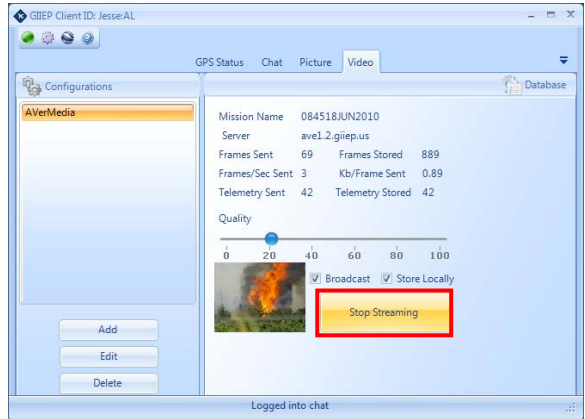 GIIEP Client ID: Jesse:AL
GPS Status Chat Picture Video
Configurations
Database
AVerMedia
Mission Name 084518JUN2010
Server ave1.2.giiep.us
Frames Sent 69 Frames Stored 889
Frames/Sec Sent 3 Kb/Frame Sent 0.89
Telemetry Sent 42 Telemetry Stored 42
Quality
0 20 40 60 80 100
Broadcast Store Locally
Stop Streaming
Add
Edit
Delete
Logged into chat